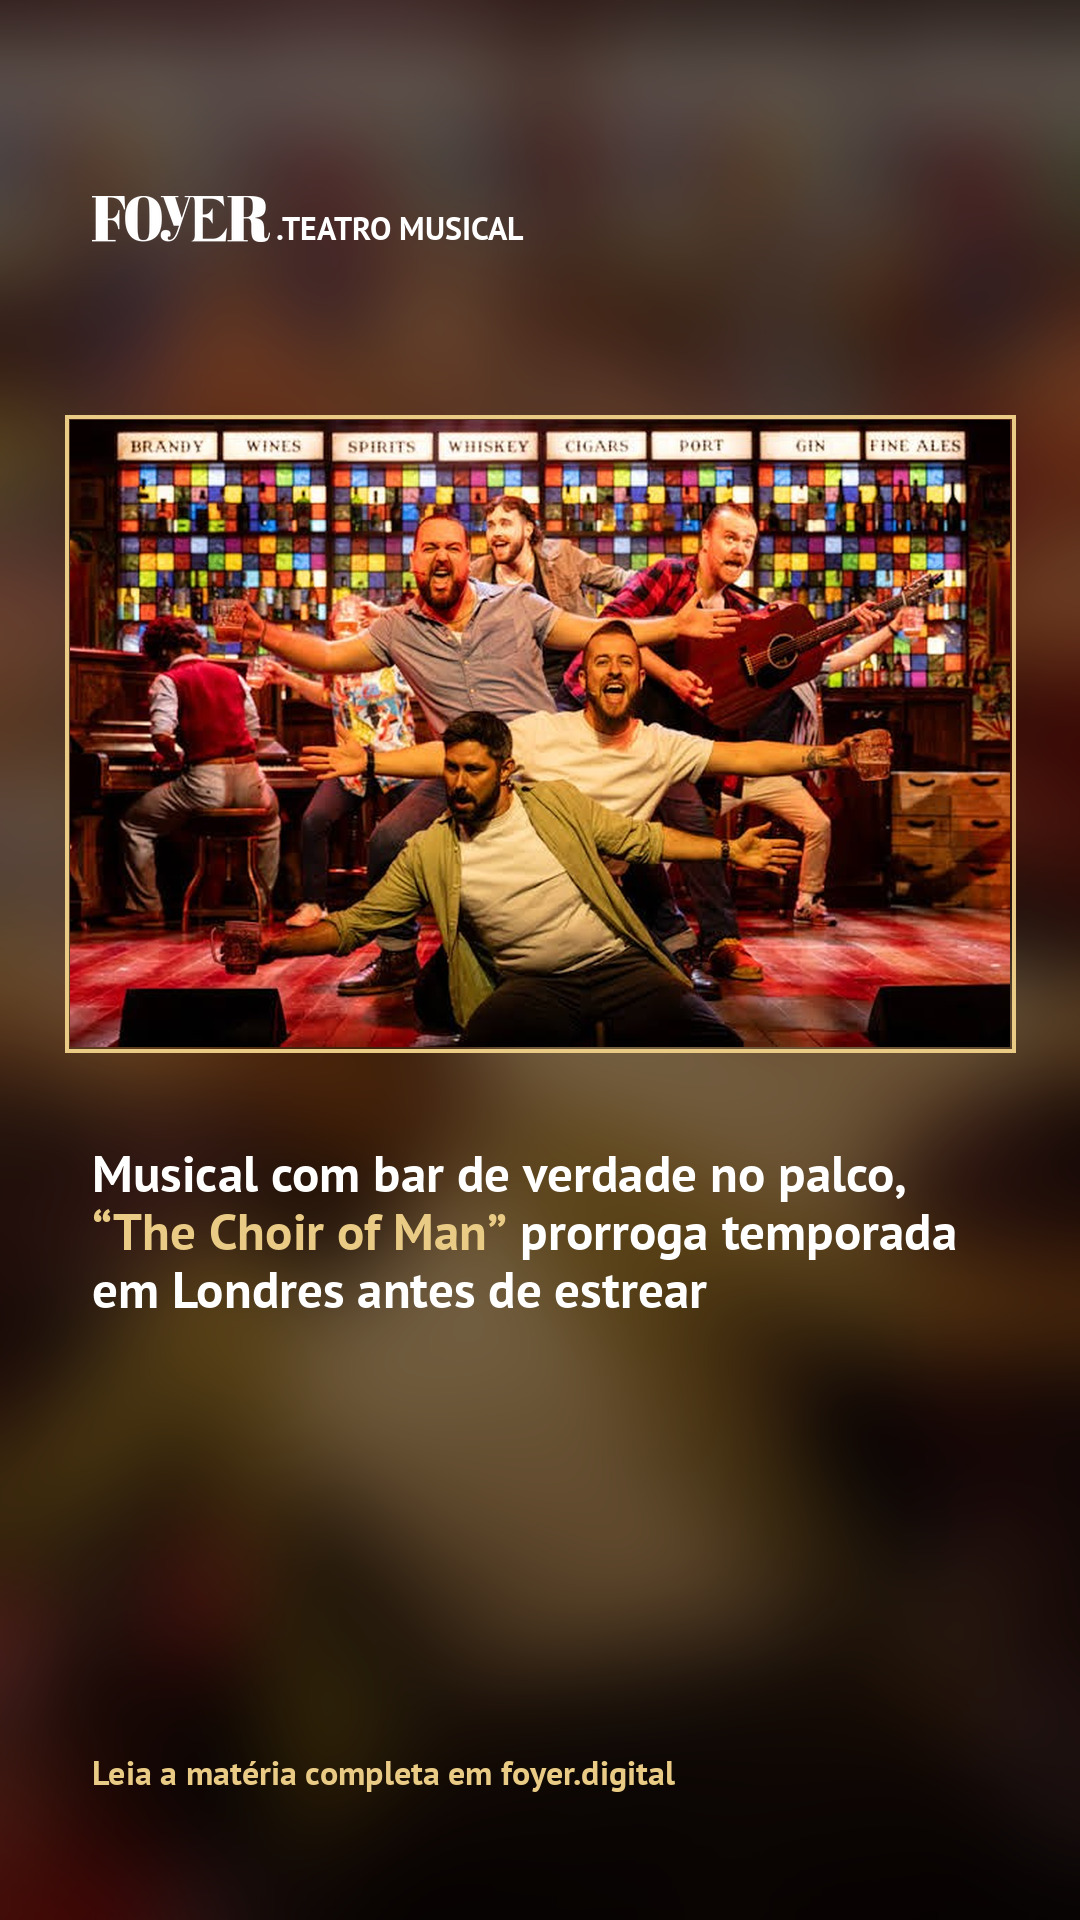 FOYER .TEATRO MUSICAL
BRANDY WINES SPIRITS WHISKEY CIGARS PORT GIN FINE ALES
Musical com bar de verdade no palco,
“The Choir of Man” prorroga temporada
em Londres antes de estrear
Leia a matéria completa em foyer.digital